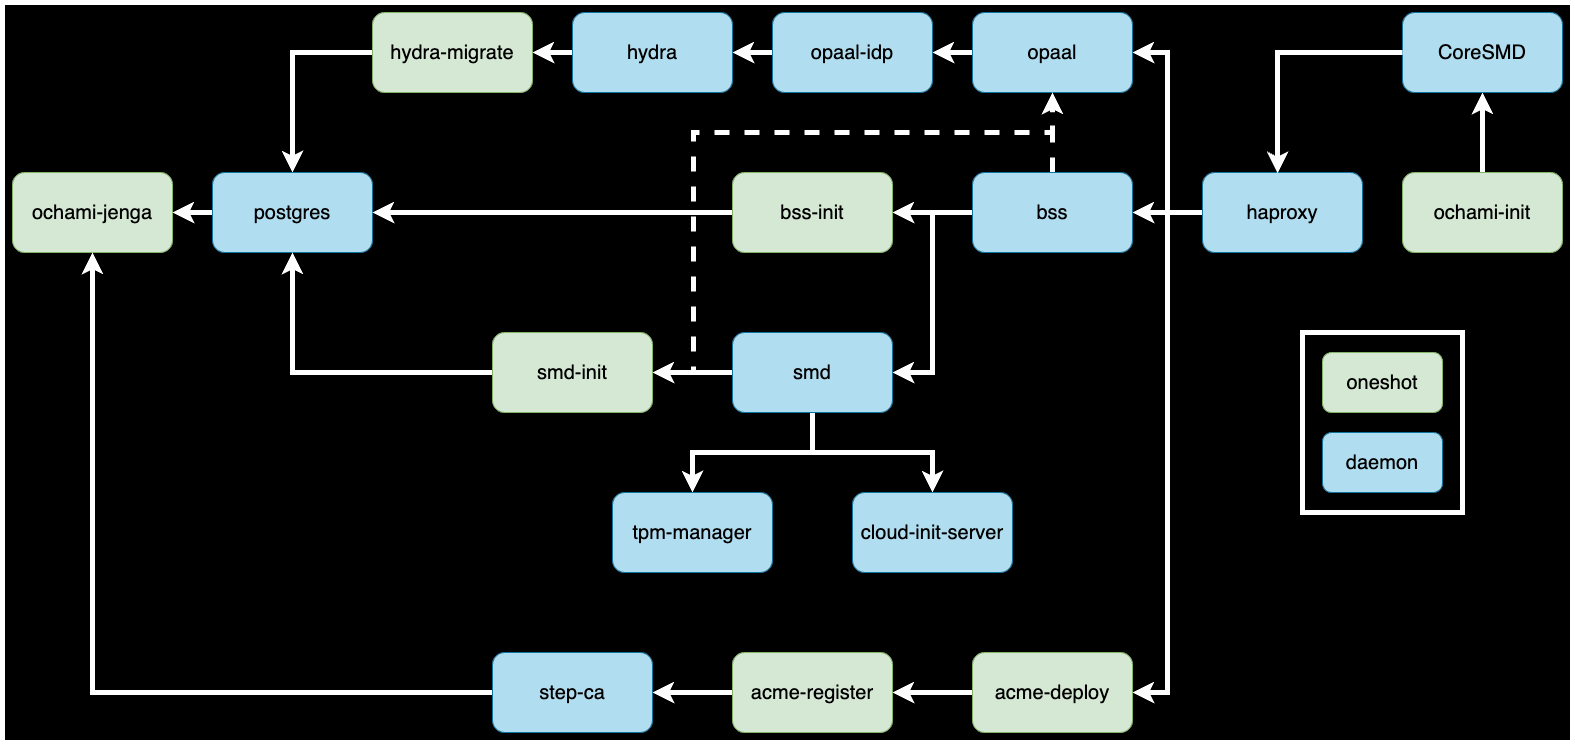 hydra-migrate
hydra
opaal-idp
opaal
CoreSMD
ochami-jenga
postgres
bss-init
bss
haproxy
ochami-init
smd-init
smd
oneshot
daemon
tpm-manager
cloud-init-server
step-ca
acme-register
acme-deploy